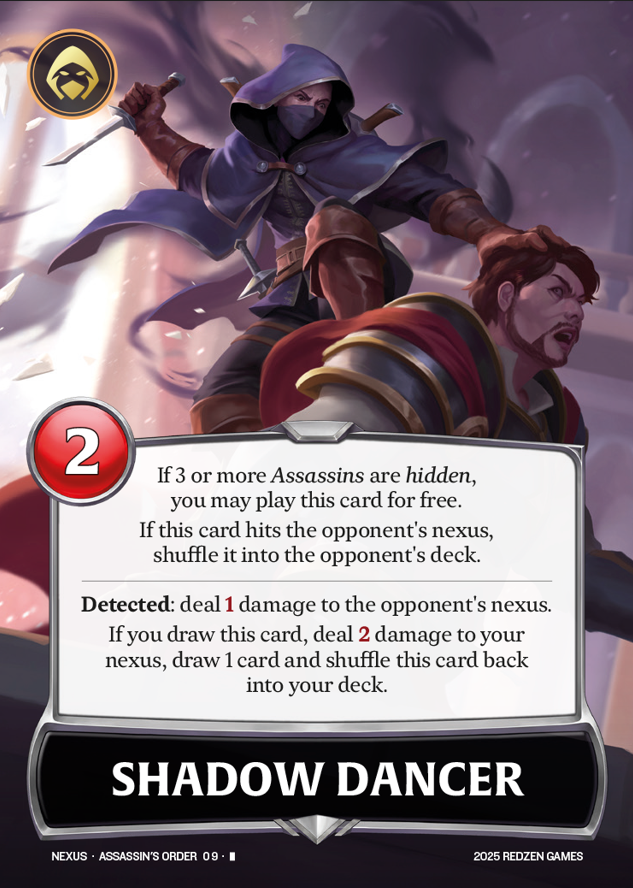 2
If 3 or more Assassins are hidden,
you may play this card for free.
If this card hits the opponent's nexus,
shuffle it into the opponent's deck.
Detected: deal 1 damage to the opponent's nexus.
If you draw this card, deal 2 damage to your
nexus, draw 1 card and shuffle this card back
into your deck.
SHADOW DANCER
NEXUS · ASSASSIN'S ORDER 09 ·
2025 REDZEN GAMES